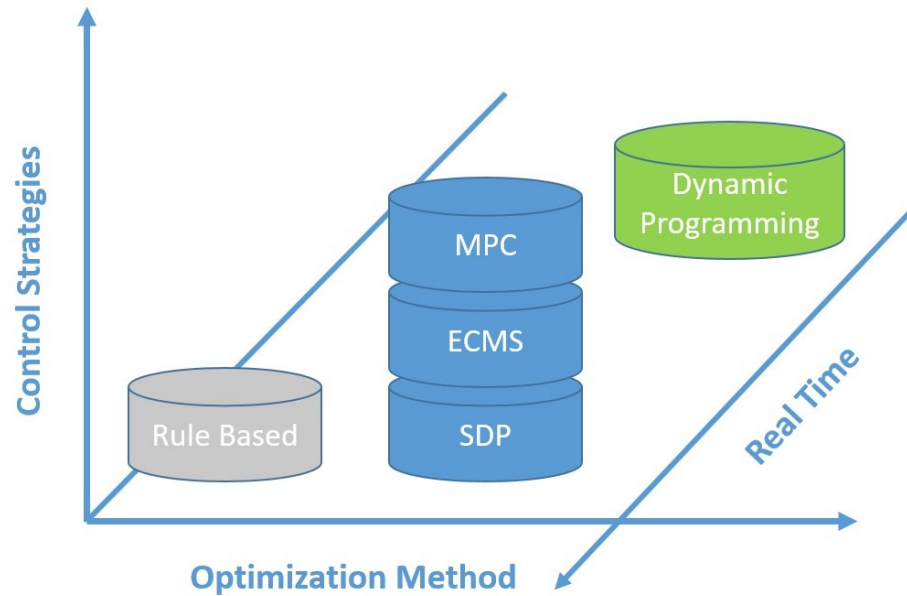 Control Strategies
Dynamic
Programming
MPC
ECMS
SDP
Rule Based
Real Time
Optimization Method